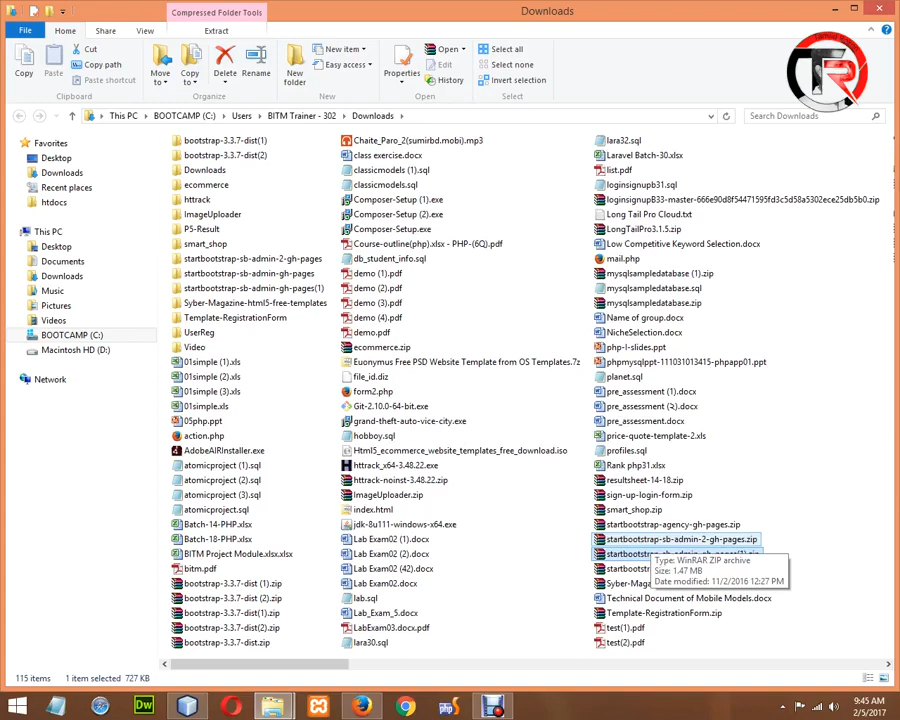 Compressed Folder Tools
Downloads
File
Home
Share
View
Extract
Copy
Paste
Cut
Copy path
Paste shortcut
Clipboard
Move to
Copy to
Delete
Rename
Organize
New folder
New item
Easy access
New
Properties
Open
Edit
History
Open
Select all
Select none
Invert selection
Select
TR
This PC
BOOTCAMP (C:)
Users
BITM Trainer - 302
Downloads
Search Downloads
Favorites
Desktop
Downloads
Recent places
htdocs
This PC
Desktop
Documents
Downloads
Music
Pictures
Videos
BOOTCAMP (C:)
Macintosh HD (D:)
Network
bootstrap-3.3.7-dist(1)
bootstrap-3.3.7-dist(2)
Downloads
ecommerce
httrack
ImageUploader
P5-Result
smart_shop
startbootstrap-sb-admin-2-gh-pages
startbootstrap-sb-admin-gh-pages
startbootstrap-sb-admin-gh-pages(1)
Syber-Magazine-html5-free-templates
Template-RegistrationForm
UserReg
Video
01simple (1).xls
01simple (2).xls
01simple (3).xls
01simple.xls
05php.ppt
action.php
AdobeAIRInstaller.exe
atomicproject (1).sql
atomicproject (2).sql
atomicproject (3).sql
atomicproject.sql
Batch-14-PHP.xlsx
Batch-18-PHP.xlsx
BITM Project Module.xlsx.xlsx
bitm.pdf
bootstrap-3.3.7-dist (1).zip
bootstrap-3.3.7-dist (2).zip
bootstrap-3.3.7-dist(1).zip
bootstrap-3.3.7-dist(2).zip
bootstrap-3.3.7-dist.zip
Chaite_Paro_2(sumirbd.mobi).mp3
class exercise.docx
classicmodels (1).sql
classicmodels.sql
Composer-Setup (1).exe
Composer-Setup (2).exe
Composer-Setup.exe
Course-outline(php).xlsx - PHP-(6Q).pdf
db_student_info.sql
demo (1).pdf
demo (2).pdf
demo (3).pdf
demo (4).pdf
demo.pdf
ecommerce.zip
Euonymus Free PSD Website Template from OS Templates.7z
file_id.diz
form2.php
Git-2.10.0-64-bit.exe
grand-theft-auto-vice-city.exe
hobboy.sql
Html5_ecommerce_website_templates_free_download.iso
httrack_x64-3.48.22.exe
httrack-noinst-3.48.22.zip
ImageUploader.zip
index.html
jdk-8u111-windows-x64.exe
Lab Exam02 (1).docx
Lab Exam02 (2).docx
Lab Exam02 (42).docx
Lab Exam02.docx
lab.sql
Lab_Exam_5.docx
LabExam03.docx.pdf
lara30.sql
lara32.sql
Laravel Batch-30.xlsx
list.pdf
loginsignupb31.sql
loginsignupB33-master-666e90d8f54471595fd3c5d58a5302ece25db5b0.zip
Long Tail Pro Cloud.txt
LongTailPro3.1.5.zip
Low Competitive Keyword Selection.docx
mail.php
mysqlsampledatabase (1).zip
mysqlsampledatabase.sql
mysqlsampledatabase.zip
Name of group.docx
NicheSelection.docx
php-I-slides.ppt
phpmysqlppt-111031013415-phpapp01.ppt
planet.sql
pre_assessment (1).docx
pre_assessment (2).docx
pre_assessment.docx
price-quote-template-2.xls
profiles.sql
Rank php31.xlsx
resultsheet-14-18.zip
sign-up-login-form.zip
smart_shop.zip
startbootstrap-agency-gh-pages.zip
startbootstrap-sb-admin-2-gh-pages.zip
startbootstrap-sb-admin-gh-pages(1).zip
startbootst
Syber-Maga
Technical Document of Mobile Models.docx
Template-RegistrationForm.zip
test(1).pdf
test(2).pdf
Type: WinRAR ZIP archive
Size: 1.47 MB
Date modified: 11/2/2016 12:27 PM
115 items
1 item selected 727 KB
Dw
9:45 AM
2/5/2017